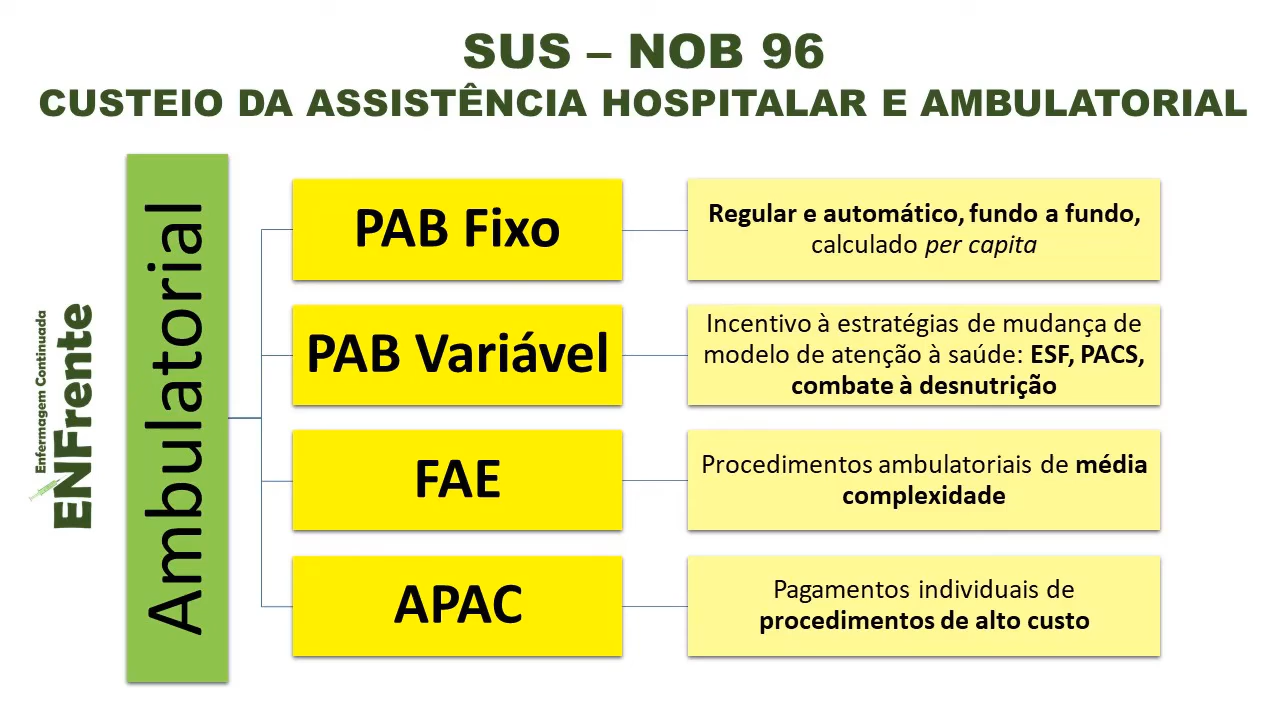 SUS – NOB 96
CUSTEIO DA ASSISTÊNCIA HOSPITALAR E AMBULATORIAL
Enfermagem Continuada
ENFrente
Ambulatorial
PAB Fixo
Regular e automático, fundo a fundo,
calculado per capita
PAB Variável
Incentivo à estratégias de mudança de
modelo de atenção à saúde: ESF, PACS,
combate à desnutrição
FAE
Procedimentos ambulatoriais de média
complexidade
APAC
Pagamentos individuais de
procedimentos de alto custo